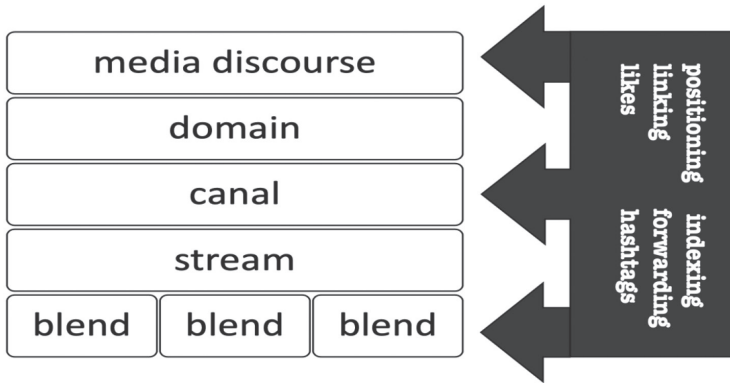 media discourse
domain
canal
stream
blend blend blend
positioning indexing
linking forwarding
likes hashtags